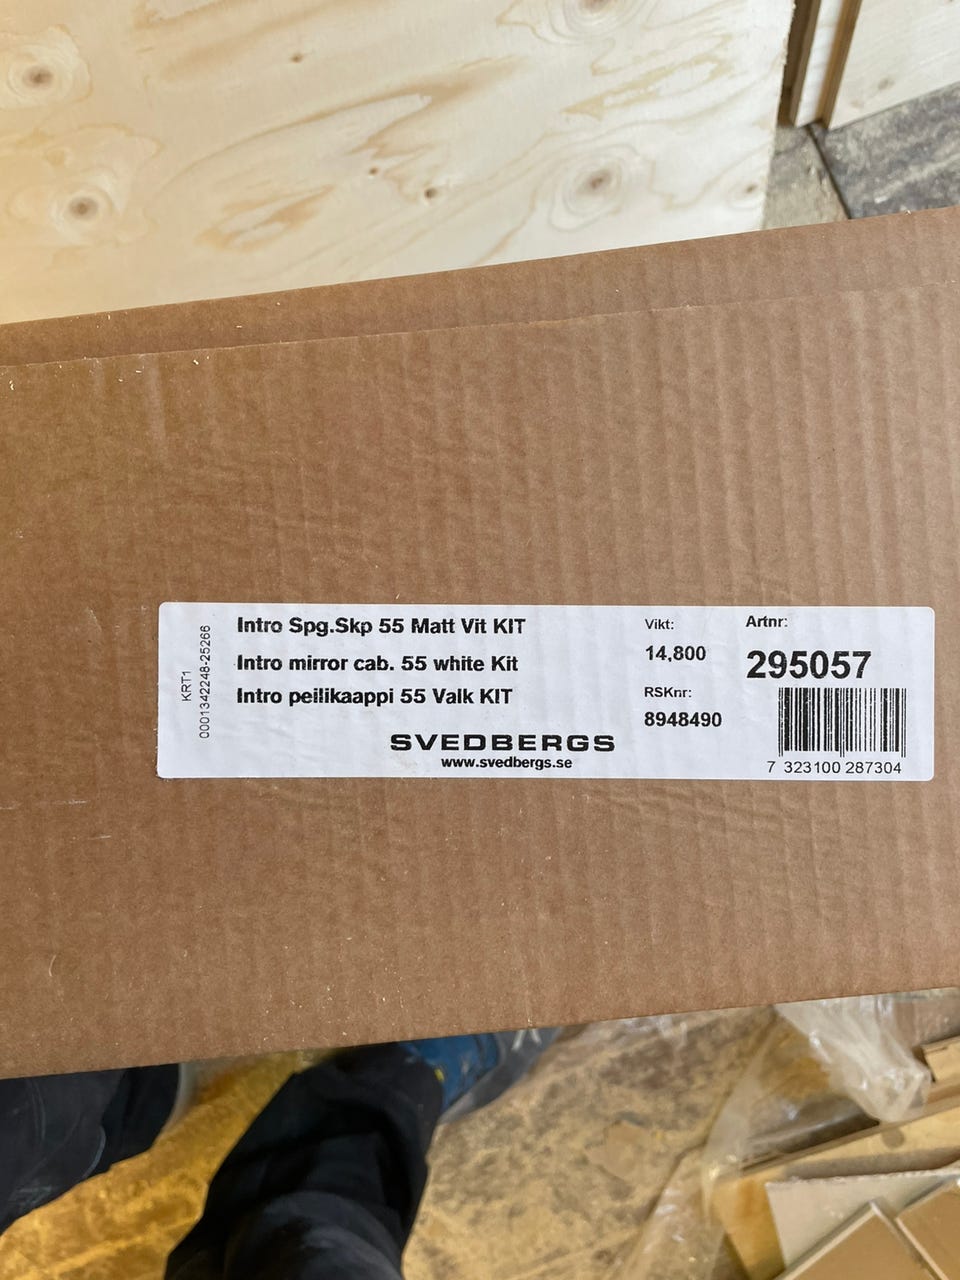 KRT1
0001342248-25266
Intro Spg.Skp 55 Matt Vit KIT
Intro mirror cab. 55 white Kit
Intro peilikaappi 55 Valk KIT
SVEDBERGS
www.svedbergs.se
Vikt:
14,800
RSKnr:
8948490
Artnr:
295057
7 323100 287304